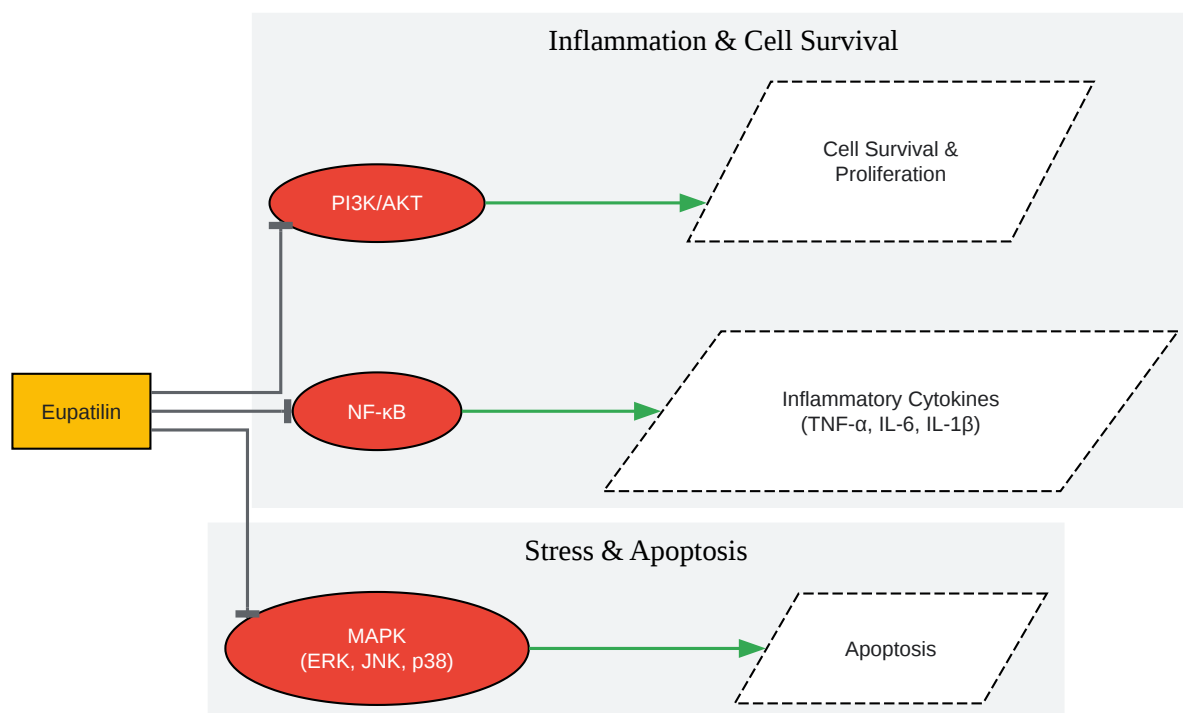 Inflammation & Cell Survival
Cell Survival &
Proliferation
PI3K/AKT
Eupatilin
NF-κB
Inflammatory Cytokines
(TNF-α, IL-6, IL-1β)
Stress & Apoptosis
MAPK
(ERK, JNK, p38)
Apoptosis